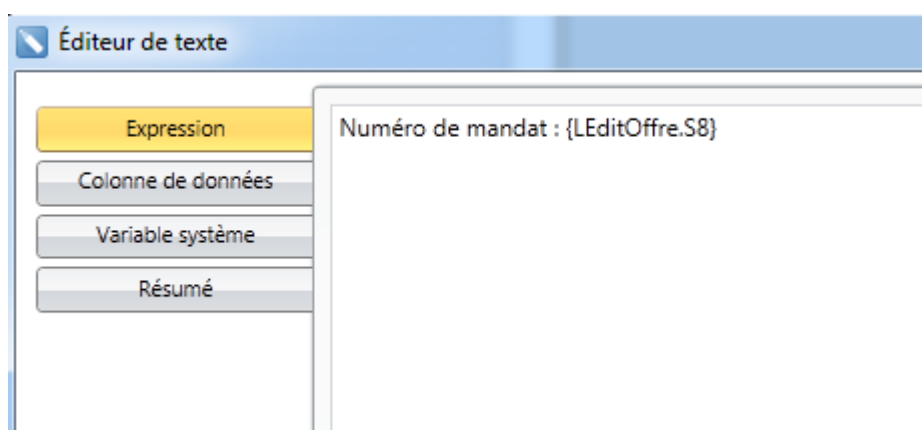 Éditeur de texte
Expression
Numéro de mandat : {LEditOffre.S8}
Colonne de données
Variable système
Résumé